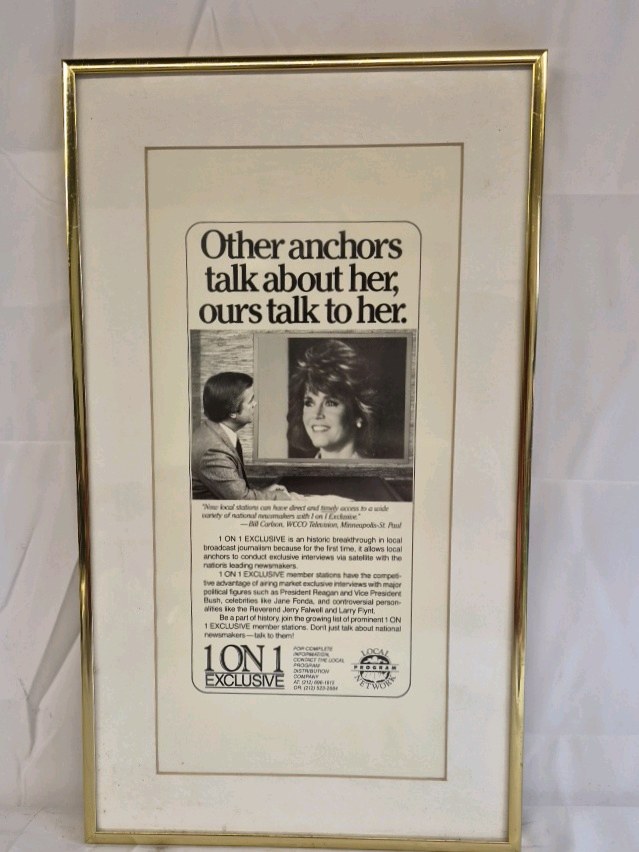 Other anchors
talk about her,
ours talk to her.
"Now local stations can have direct and timely access to a wide
variety of national newsmakers with 1 on 1 Exclusive."
—Bill Carlson, WCCO Television, Minneapolis-St. Paul
1 ON 1 EXCLUSIVE is an historic breakthrough in local
broadcast journalism because for the first time, it allows local
anchors to conduct exclusive interviews via satellite with the
nation's leading newsmakers.
1 ON 1 EXCLUSIVE member stations have the competi-
tive advantage of airing market exclusive interviews with major
political figures such as President Reagan and Vice President
Bush, celebrities like Jane Fonda, and controversial person-
alities like the Reverend Jerry Falwell and Larry Flynt.
Be a part of history, join the growing list of prominent 1 ON
1 EXCLUSIVE member stations. Don't just talk about national
newsmakers—talk to them!
1 ON 1
EXCLUSIVE
FOR COMPLETE
INFORMATION,
CONTACT THE LOCAL
PROGRAM
DISTRIBUTION
COMPANY
AT: (212)
OR: (212)
LOCAL
PROGRAM
NETWORK